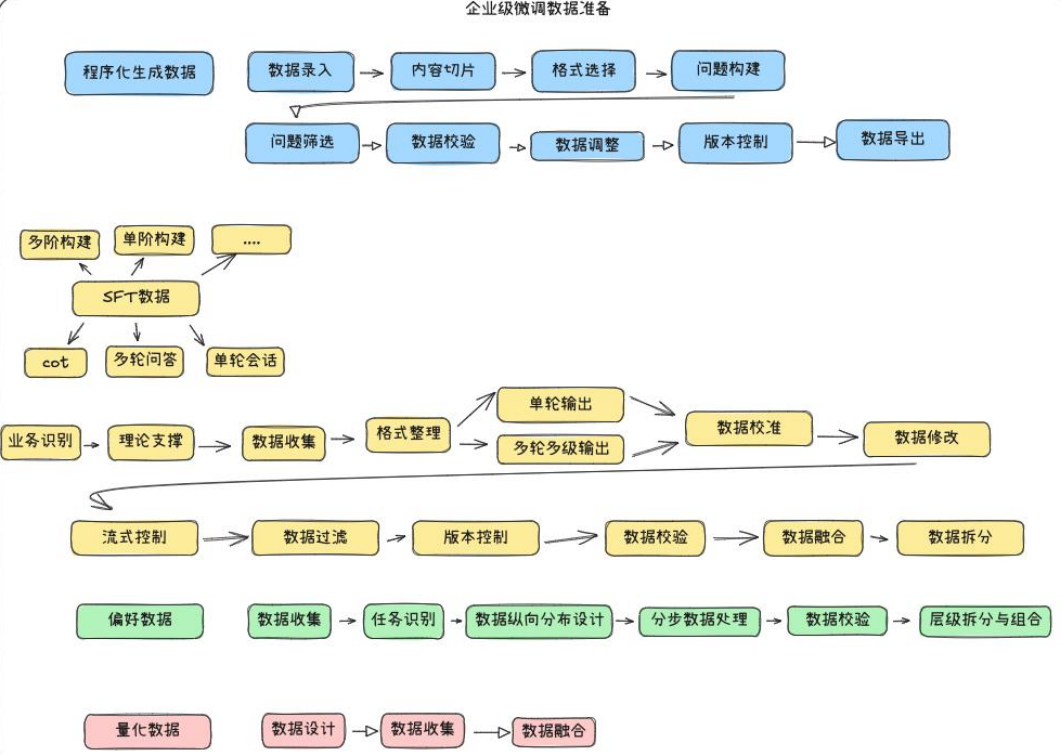 企业级微调数据准备
程序化生成数据
数据录入
内容切片
格式选择
问题构建
问题筛选
数据校验
数据调整
版本控制
数据导出
多阶构建
单阶构建
....
SFT数据
cot
多轮问答
单轮会话
业务识别
理论支撑
数据收集
格式整理
单轮输出
多轮多级输出
数据校准
数据修改
流式控制
数据过滤
版本控制
数据校验
数据融合
数据拆分
偏好数据
数据收集
任务识别
数据纵向分布设计
分步数据处理
数据校验
层级拆分与组合
量化数据
数据设计
数据收集
数据融合